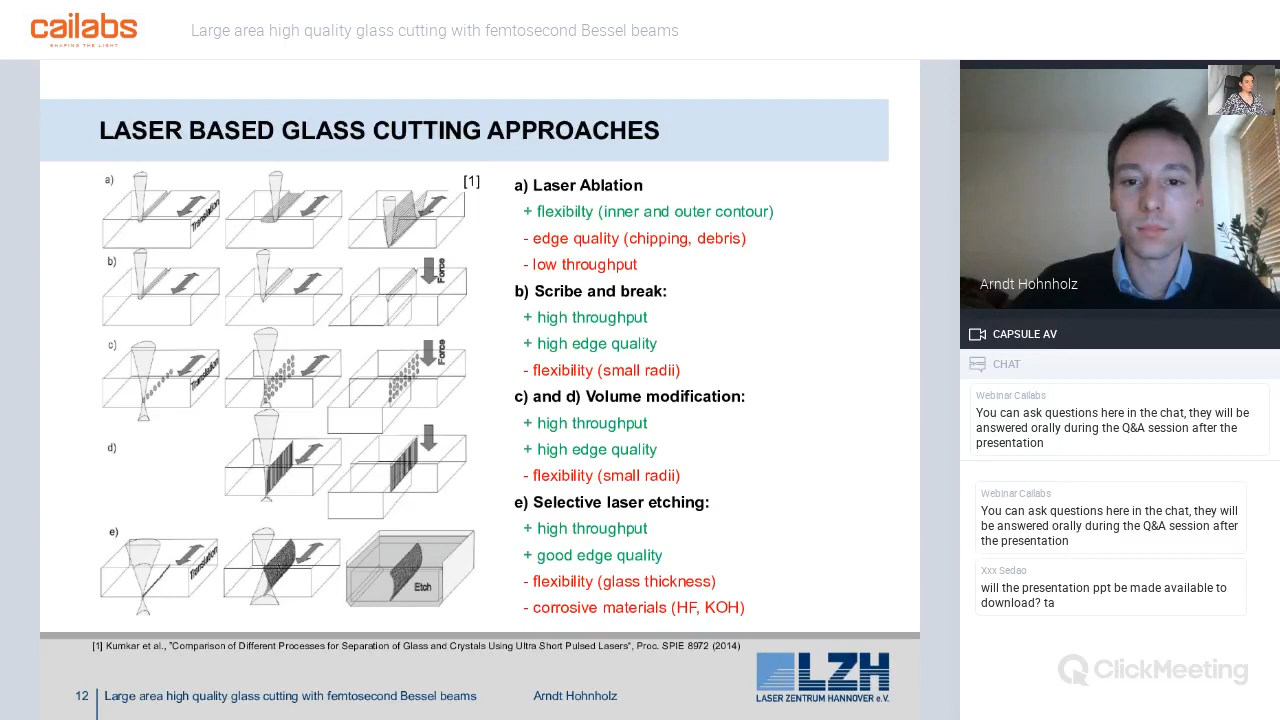 cailabs
SHAPING THE LIGHT
Large area high quality glass cutting with femtosecond Bessel beams
LASER BASED GLASS CUTTING APPROACHES
a)
Translation
[1]
b)
Force
c)
Translation
Force
d)
e)
Translation
Etch
a) Laser Ablation
+ flexibilty (inner and outer contour)
- edge quality (chipping, debris)
- low throughput
b) Scribe and break:
+ high throughput
+ high edge quality
- flexibility (small radii)
c) and d) Volume modification:
+ high throughput
+ high edge quality
- flexibility (small radii)
e) Selective laser etching:
+ high throughput
+ good edge quality
- flexibility (glass thickness)
- corrosive materials (HF, KOH)
[1] Kumkar et al., "Comparison of Different Processes for Separation of Glass and Crystals Using Ultra Short Pulsed Lasers", Proc. SPIE 8972 (2014)
12
Large area high quality glass cutting with femtosecond Bessel beams
Arndt Hohnholz
LZH
LASER ZENTRUM HANNOVER e.V.
Arndt Hohnholz
CAPSULE AV
CHAT
Webinar Cailabs
You can ask questions here in the chat, they will be
answered orally during the Q&A session after the
presentation
Webinar Cailabs
You can ask questions here in the chat, they will
be answered orally during the Q&A session after
the presentation
Xxx Sedao
will the presentation ppt be made available to
download? ta
ClickMeeting